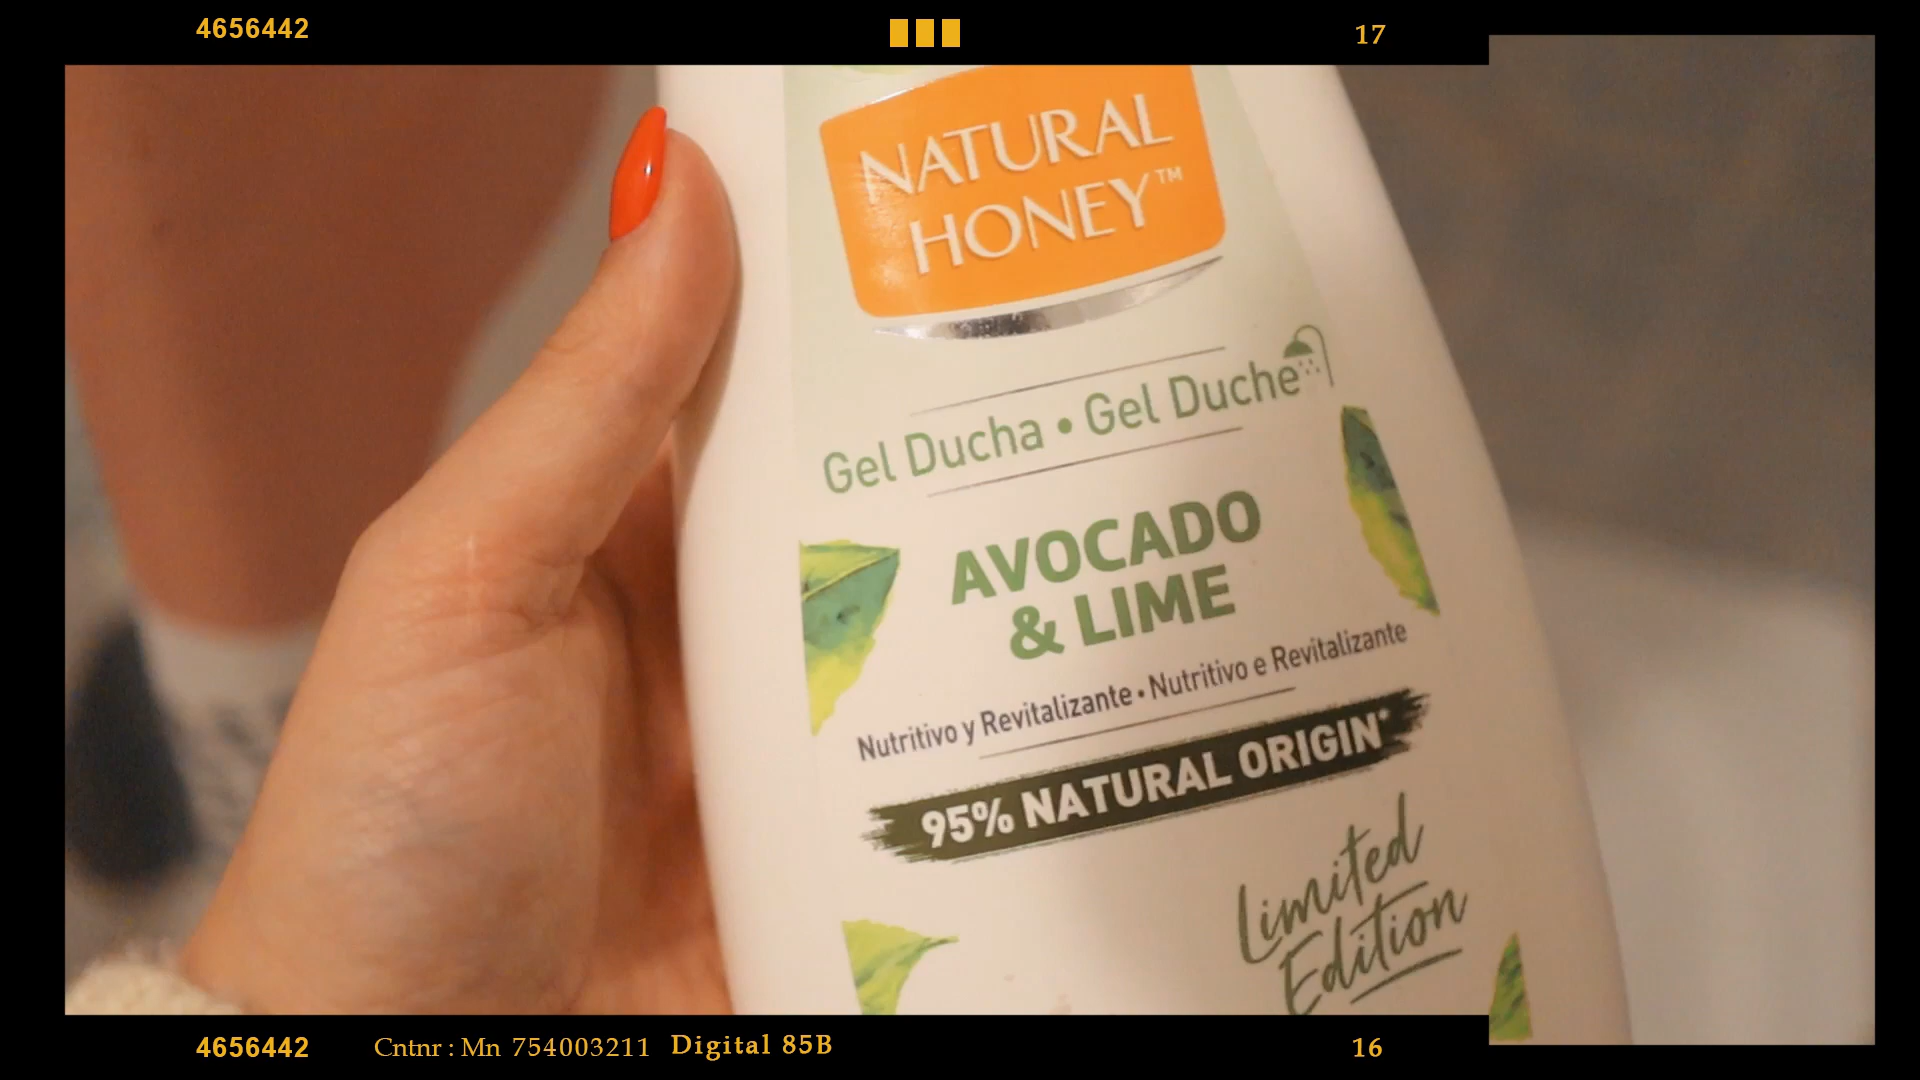 4656442
17
NATURAL
HONEY™
Gel Ducha • Gel Duche
AVOCADO
& LIME
Nutritivo y Revitalizante • Nutritivo e Revitalizante
95% NATURAL ORIGIN*
Limited
Edition
4656442 Cntnr : Mn 754003211 Digital 85B 16